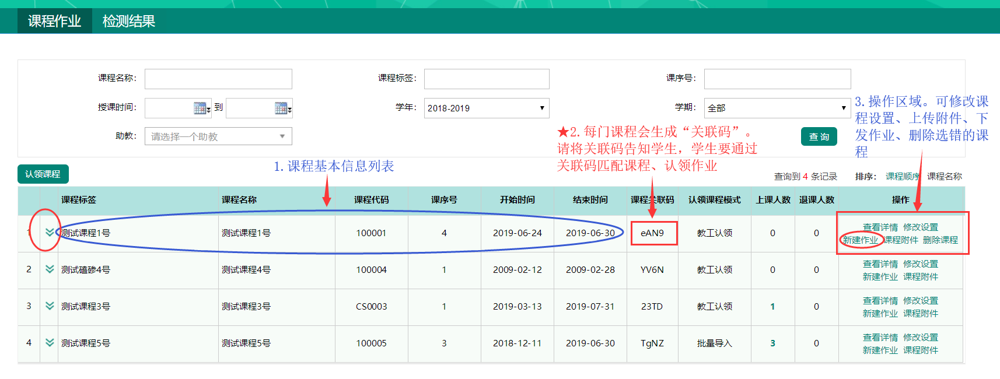 课程作业 检测结果
课程名称: 课程标签: 课序号:
授课时间: 到 学年: 2018-2019 学期: 全部
助教: 请选择一个助教 查 询
3.操作区域。可修改课
程设置、上传附件、下
发作业、删除选错的课
程
★2.每门课程会生成“关联码”。
请将关联码告知学生，学生要通过
关联码匹配课程、认领作业
1.课程基本信息列表
认领课程 查询到 4 条记录 排序: 课程顺序 课程名称
课程标签 课程名称 课程代码 课序号 开始时间 结束时间 课程关联码 认领课程模式 上课人数 退课人数 操作
1 测试课程1号 测试课程1号 100001 4 2019-06-24 2019-06-30 eAN9 教工认领 0 0 查看详情 修改设置
新建作业 课程附件 删除课程
2 测试磕碜4号 测试课程4号 100004 1 2009-02-12 2009-02-28 YV6N 教工认领 0 0 查看详情 修改设置
新建作业 课程附件
3 测试课程3号 测试课程3号 CS0003 1 2019-03-13 2019-07-31 23TD 教工认领 1 0 查看详情 修改设置
新建作业 课程附件
4 测试课程5号 测试课程5号 100005 3 2018-12-11 2019-06-30 TgNZ 批量导入 3 0 查看详情 修改设置
新建作业 课程附件